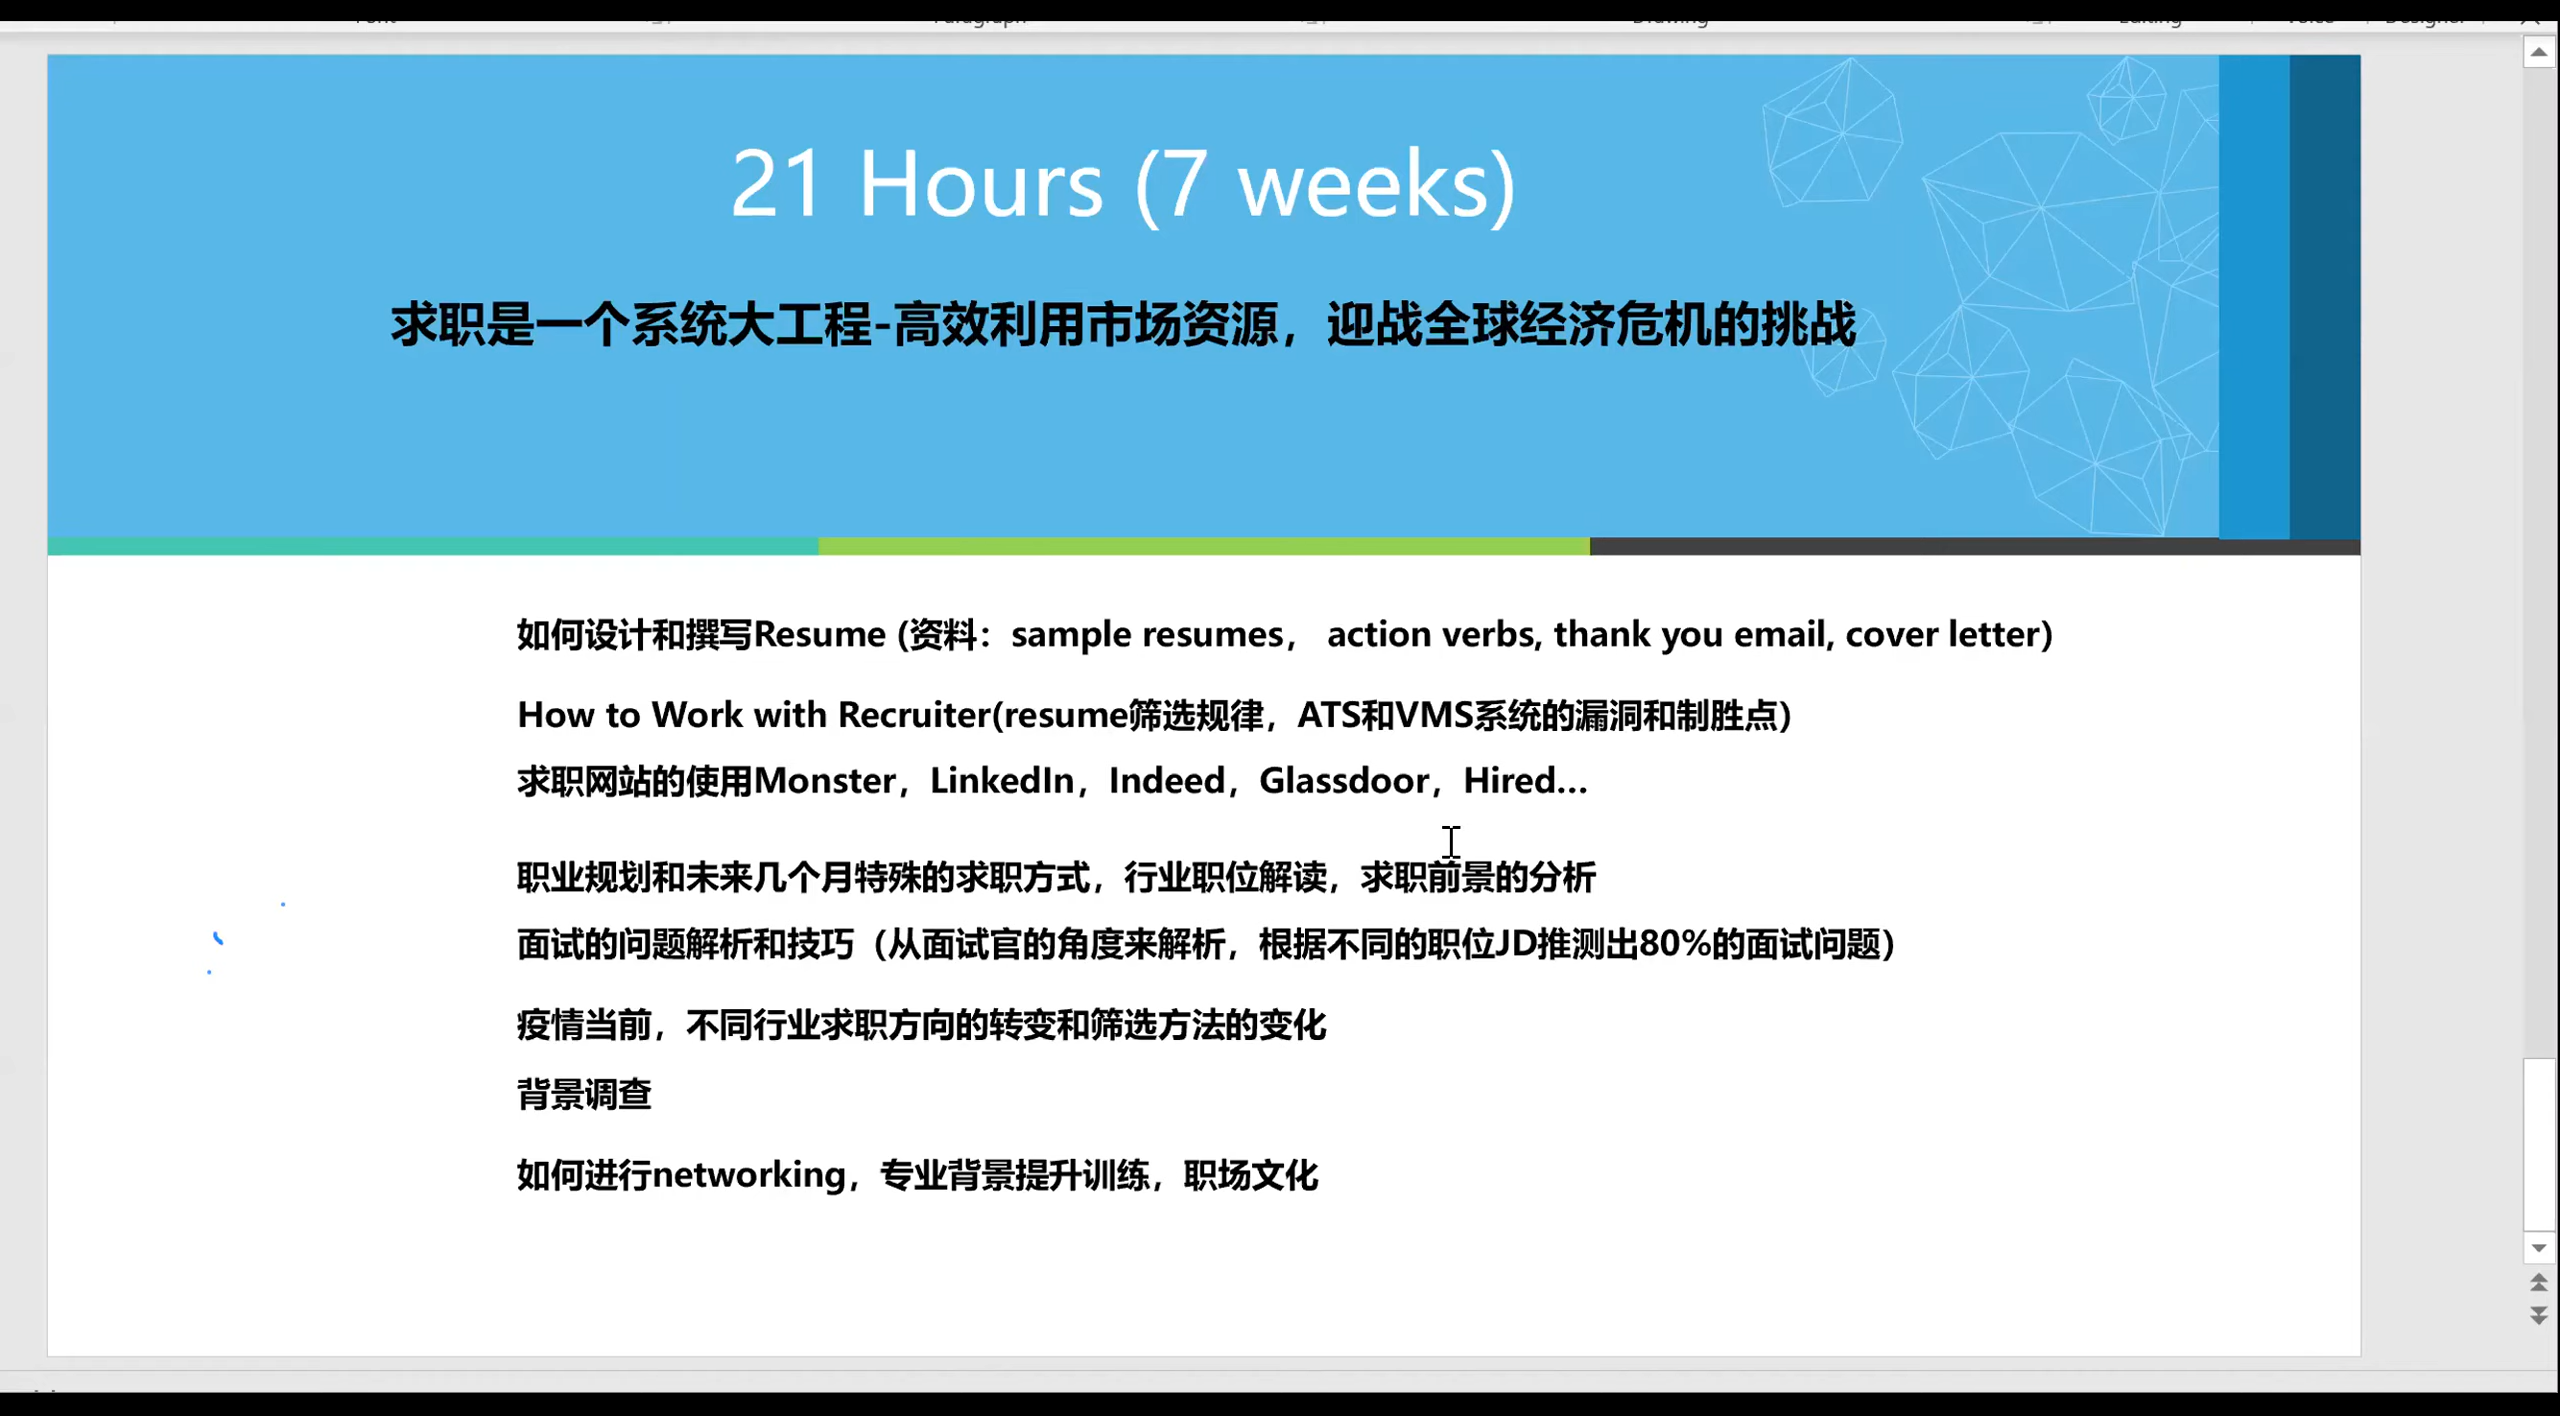 21 Hours (7 weeks)
求职是一个系统大工程-高效利用市场资源，迎战全球经济危机的挑战
如何设计和撰写Resume (资料：sample resumes， action verbs, thank you email, cover letter)
How to Work with Recruiter(resume筛选规律，ATS和VMS系统的漏洞和制胜点)
求职网站的使用Monster，LinkedIn，Indeed，Glassdoor，Hired...
职业规划和未来几个月特殊的求职方式，行业职位解读，求职前景的分析
面试的问题解析和技巧（从面试官的角度来解析，根据不同的职位JD推测出80%的面试问题）
疫情当前，不同行业求职方向的转变和筛选方法的变化
背景调查
如何进行networking，专业背景提升训练，职场文化